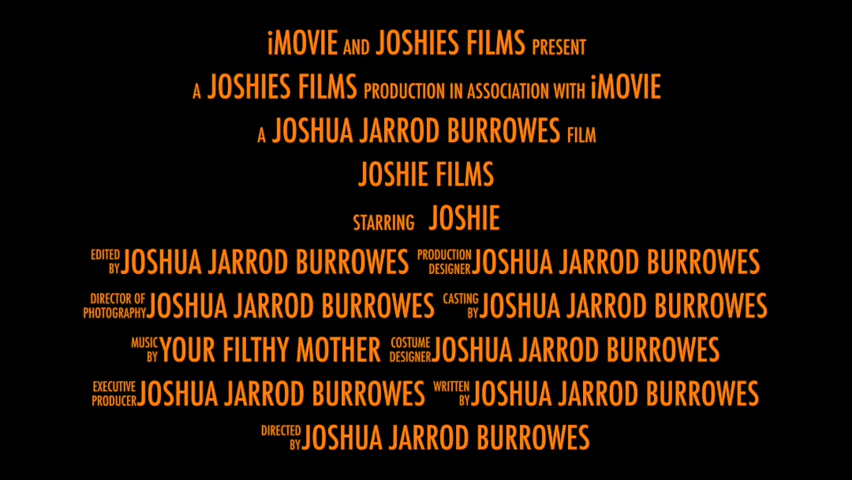 iMOVIE AND JOSHIES FILMS PRESENT
A JOSHIES FILMS PRODUCTION IN ASSOCIATION WITH iMOVIE
A JOSHUA JARROD BURROWES FILM
JOSHIE FILMS
STARRING JOSHIE
EDITED BY JOSHUA JARROD BURROWES PRODUCTION DESIGNER JOSHUA JARROD BURROWES
DIRECTOR OF PHOTOGRAPHY JOSHUA JARROD BURROWES CASTING BY JOSHUA JARROD BURROWES
MUSIC BY YOUR FILTHY MOTHER COSTUME DESIGNER JOSHUA JARROD BURROWES
EXECUTIVE PRODUCER JOSHUA JARROD BURROWES WRITTEN BY JOSHUA JARROD BURROWES
DIRECTED BY JOSHUA JARROD BURROWES